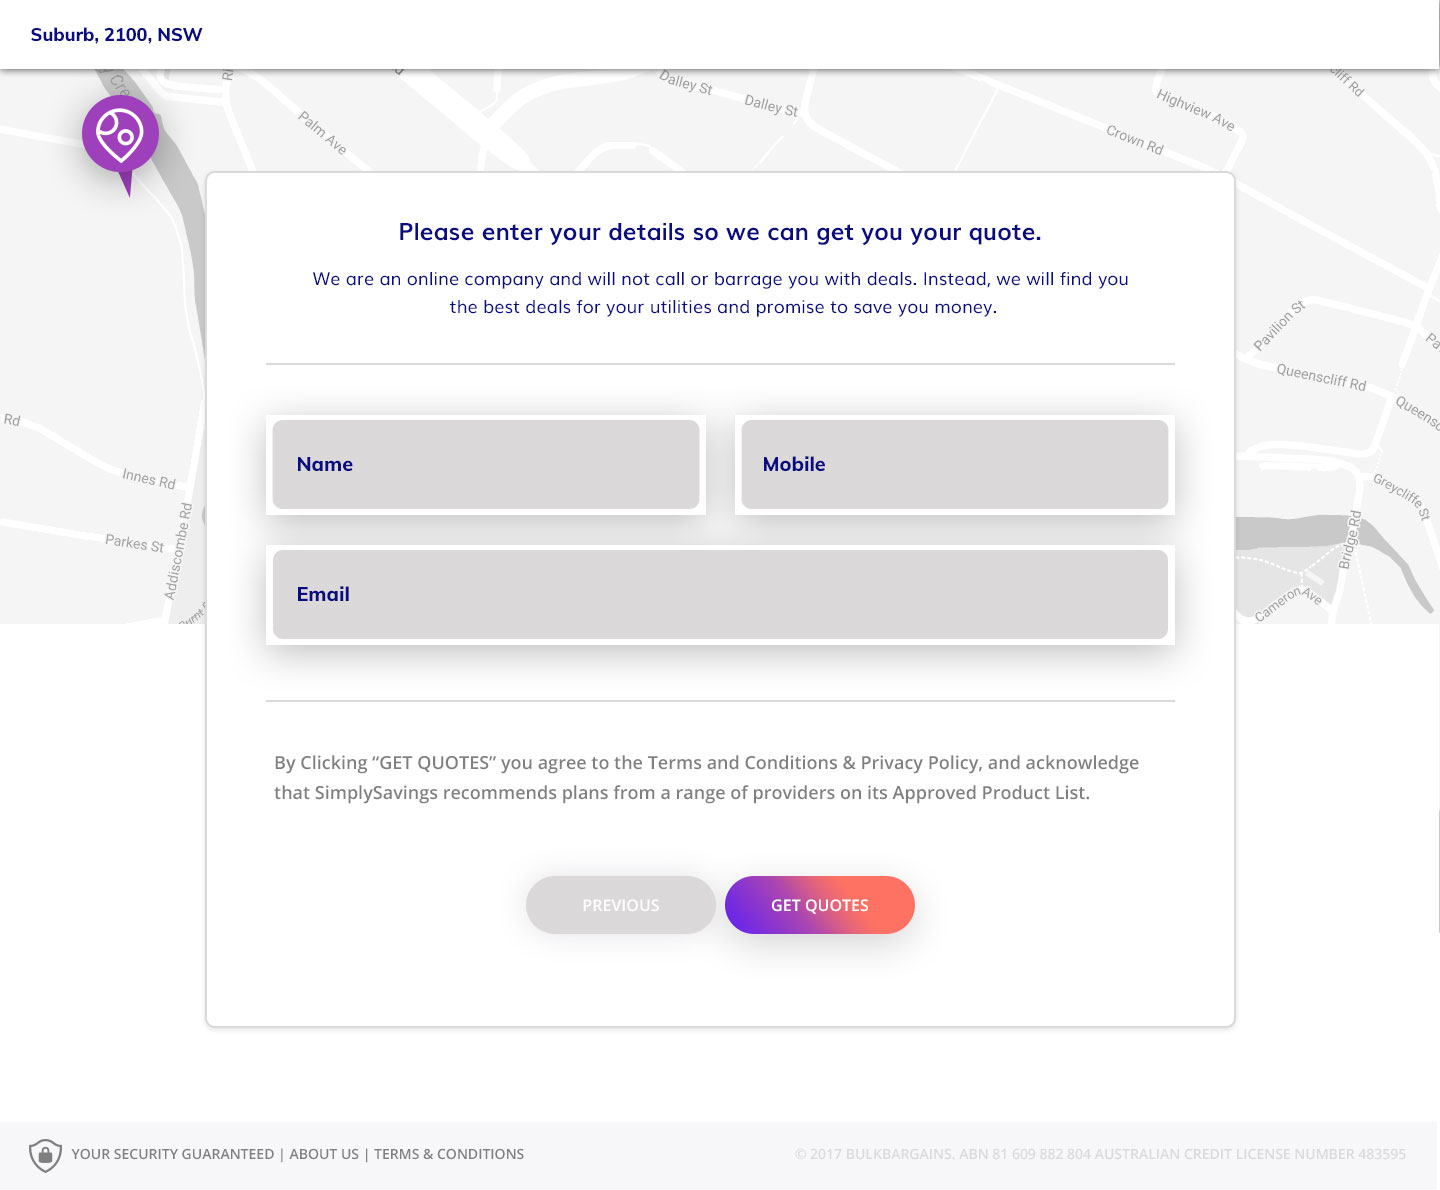 Suburb, 2100, NSW
Palm Ave
Dalley St
Dalley St
Highview Ave
Crown Rd
Please enter your details so we can get you your quote.
We are an online company and will not call or barrage you with deals. Instead, we will find you
the best deals for your utilities and promise to save you money.
Pavilion St
Queenscliff Rd
Rd
Innes Rd
Parkes St
Addiscombe Rd
Name
Mobile
Email
Greycliffe St
Bridge Rd
Cameron Ave
By Clicking “GET QUOTES” you agree to the Terms and Conditions & Privacy Policy, and acknowledge
that SimplySavings recommends plans from a range of providers on its Approved Product List.
PREVIOUS
GET QUOTES
YOUR SECURITY GUARANTEED | ABOUT US | TERMS & CONDITIONS
© 2017 BULKBARGAINS. ABN 81 609 882 804 AUSTRALIAN CREDIT LICENSE NUMBER 483595